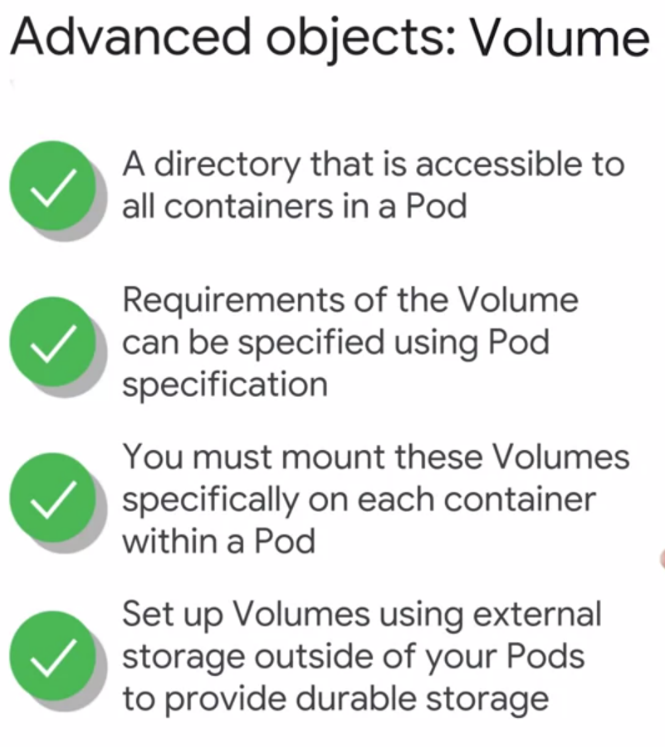 Advanced objects: Volume
A directory that is accessible to
all containers in a Pod
Requirements of the Volume
can be specified using Pod
specification
You must mount these Volumes
specifically on each container
within a Pod
Set up Volumes using external
storage outside of your Pods
to provide durable storage